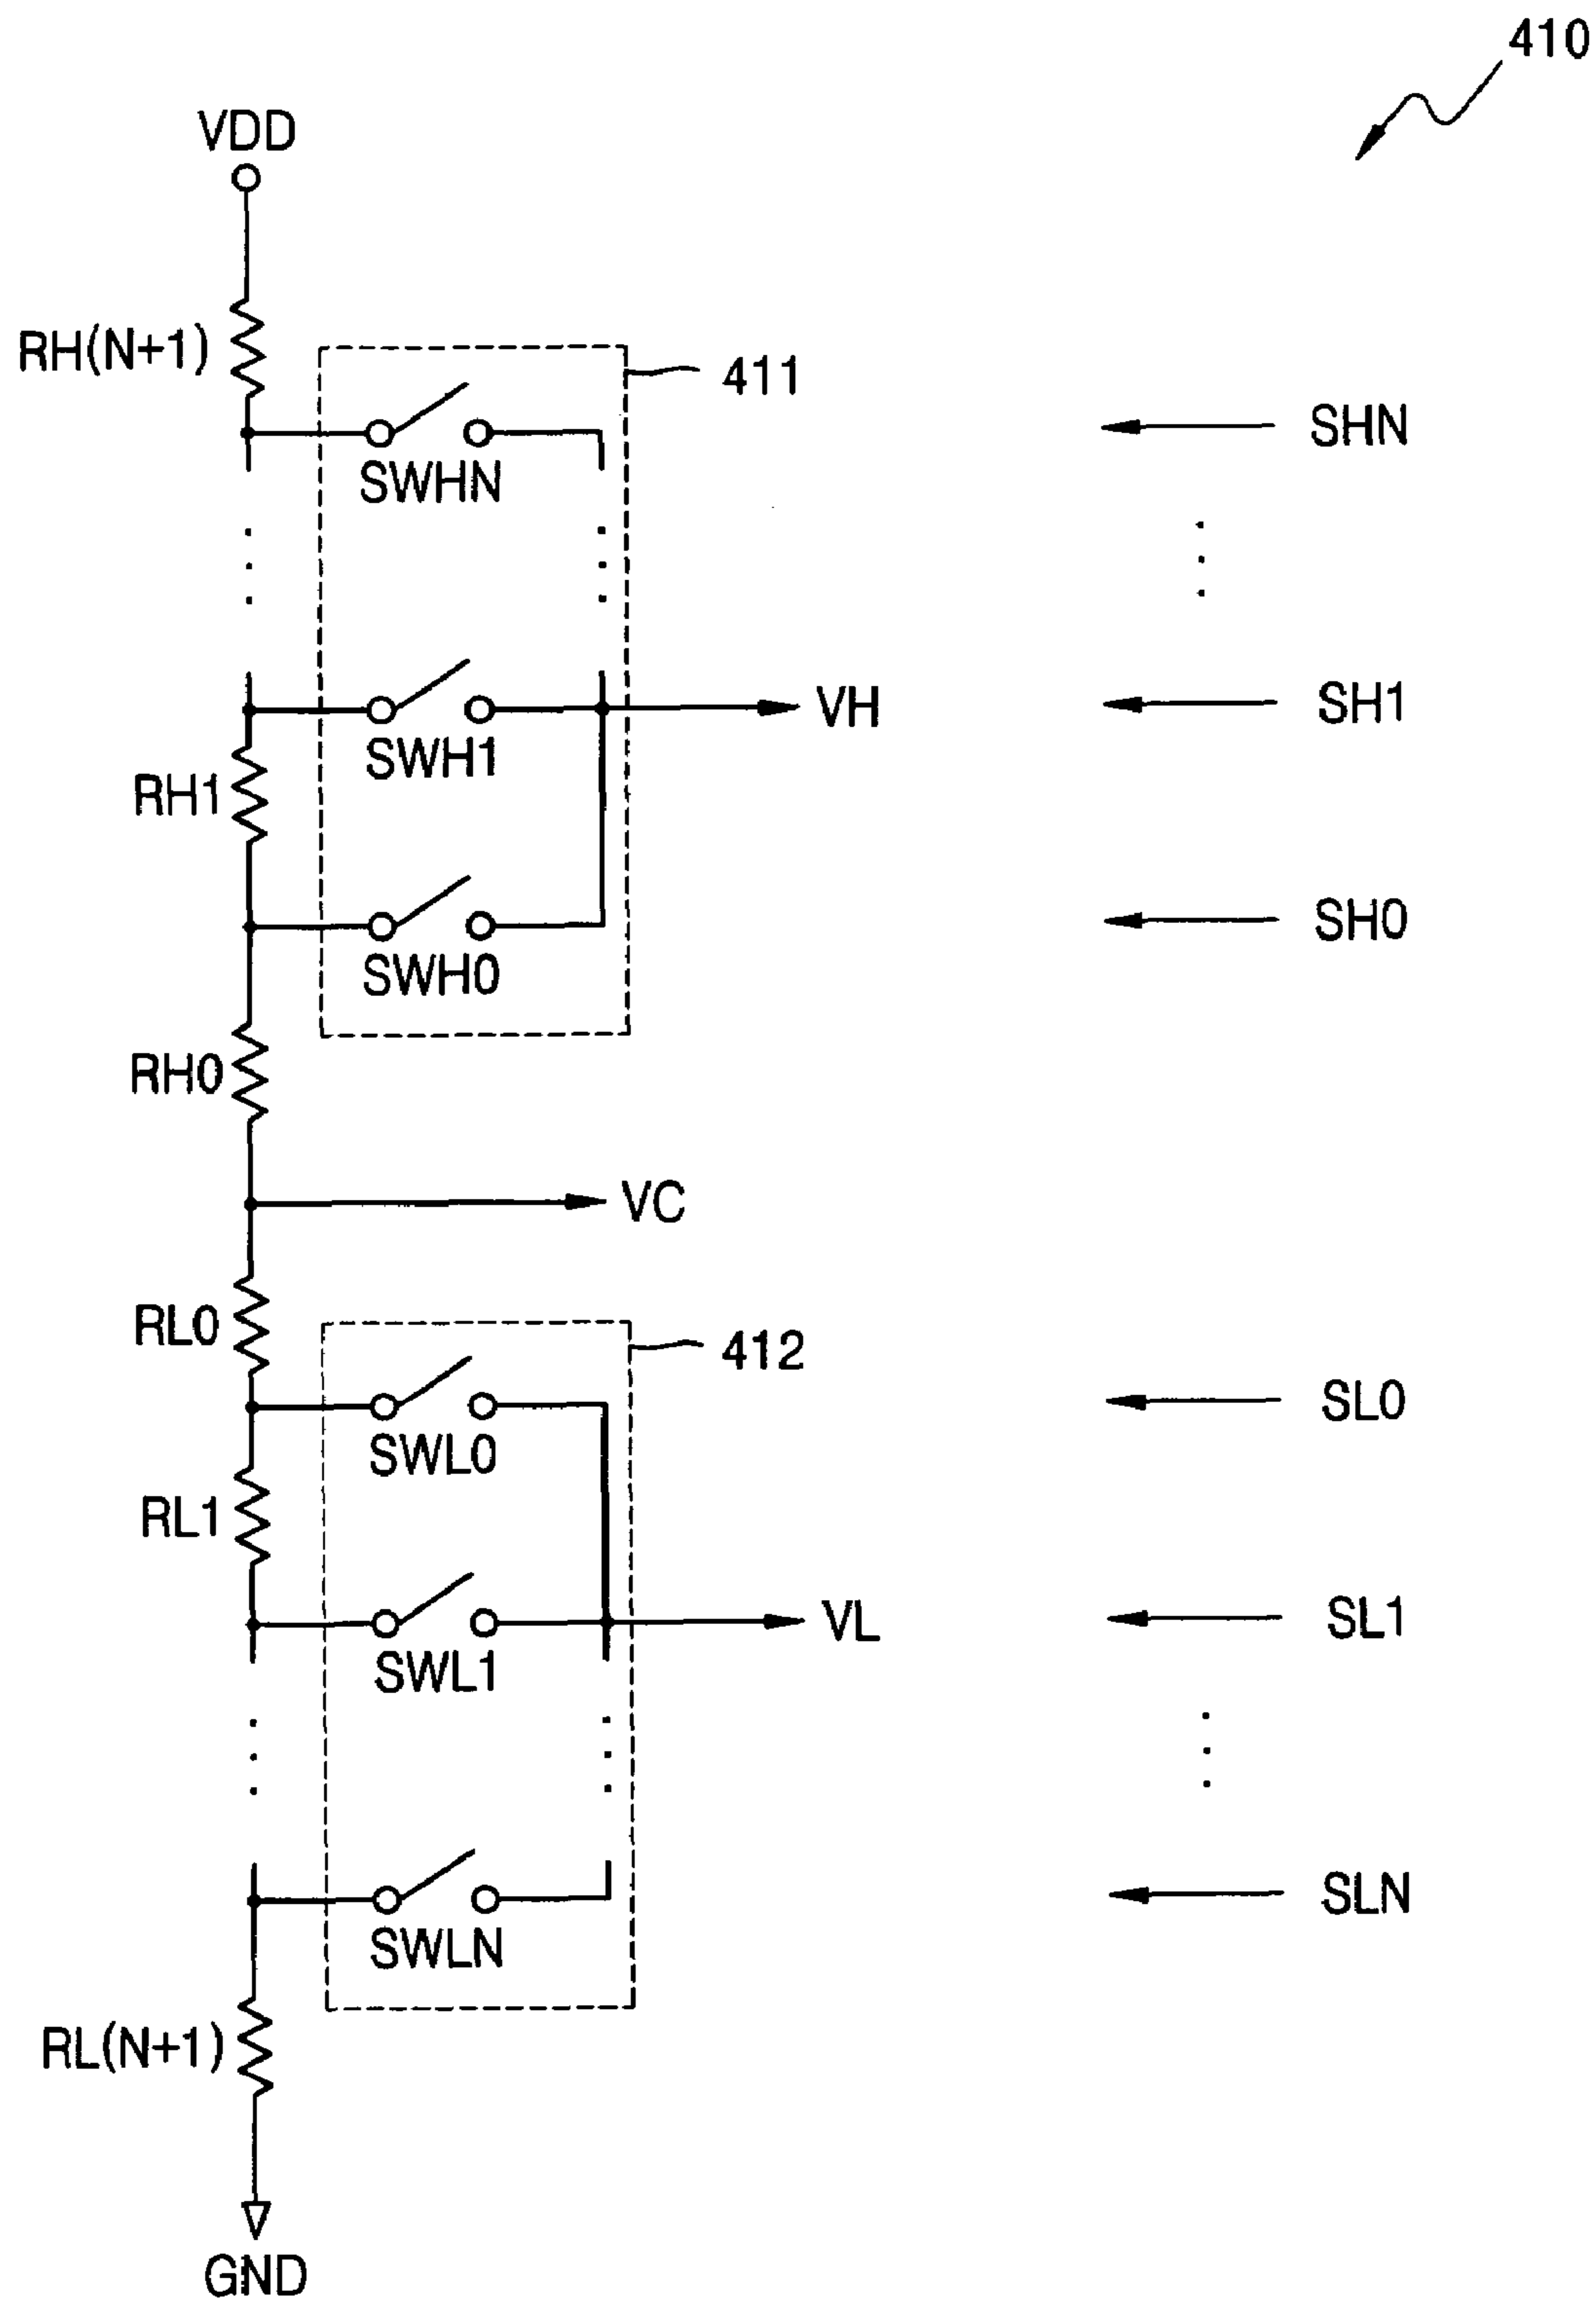 410
VDD
RH(N+1)
411
SWHN
SHN
SWH1
VH
SH1
RH1
SWH0
SH0
RH0
VC
RL0
412
SWL0
SL0
RL1
SWL1
VL
SL1
SWLN
SLN
RL(N+1)
GND